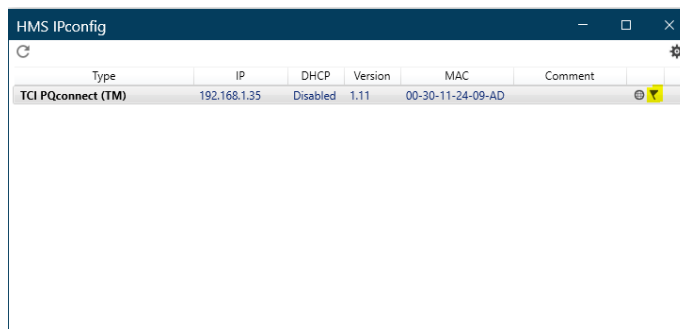 HMS IPconfig
Type IP DHCP Version MAC Comment
TCI PQconnect (TM) 192.168.1.35 Disabled 1.11 00-30-11-24-09-AD